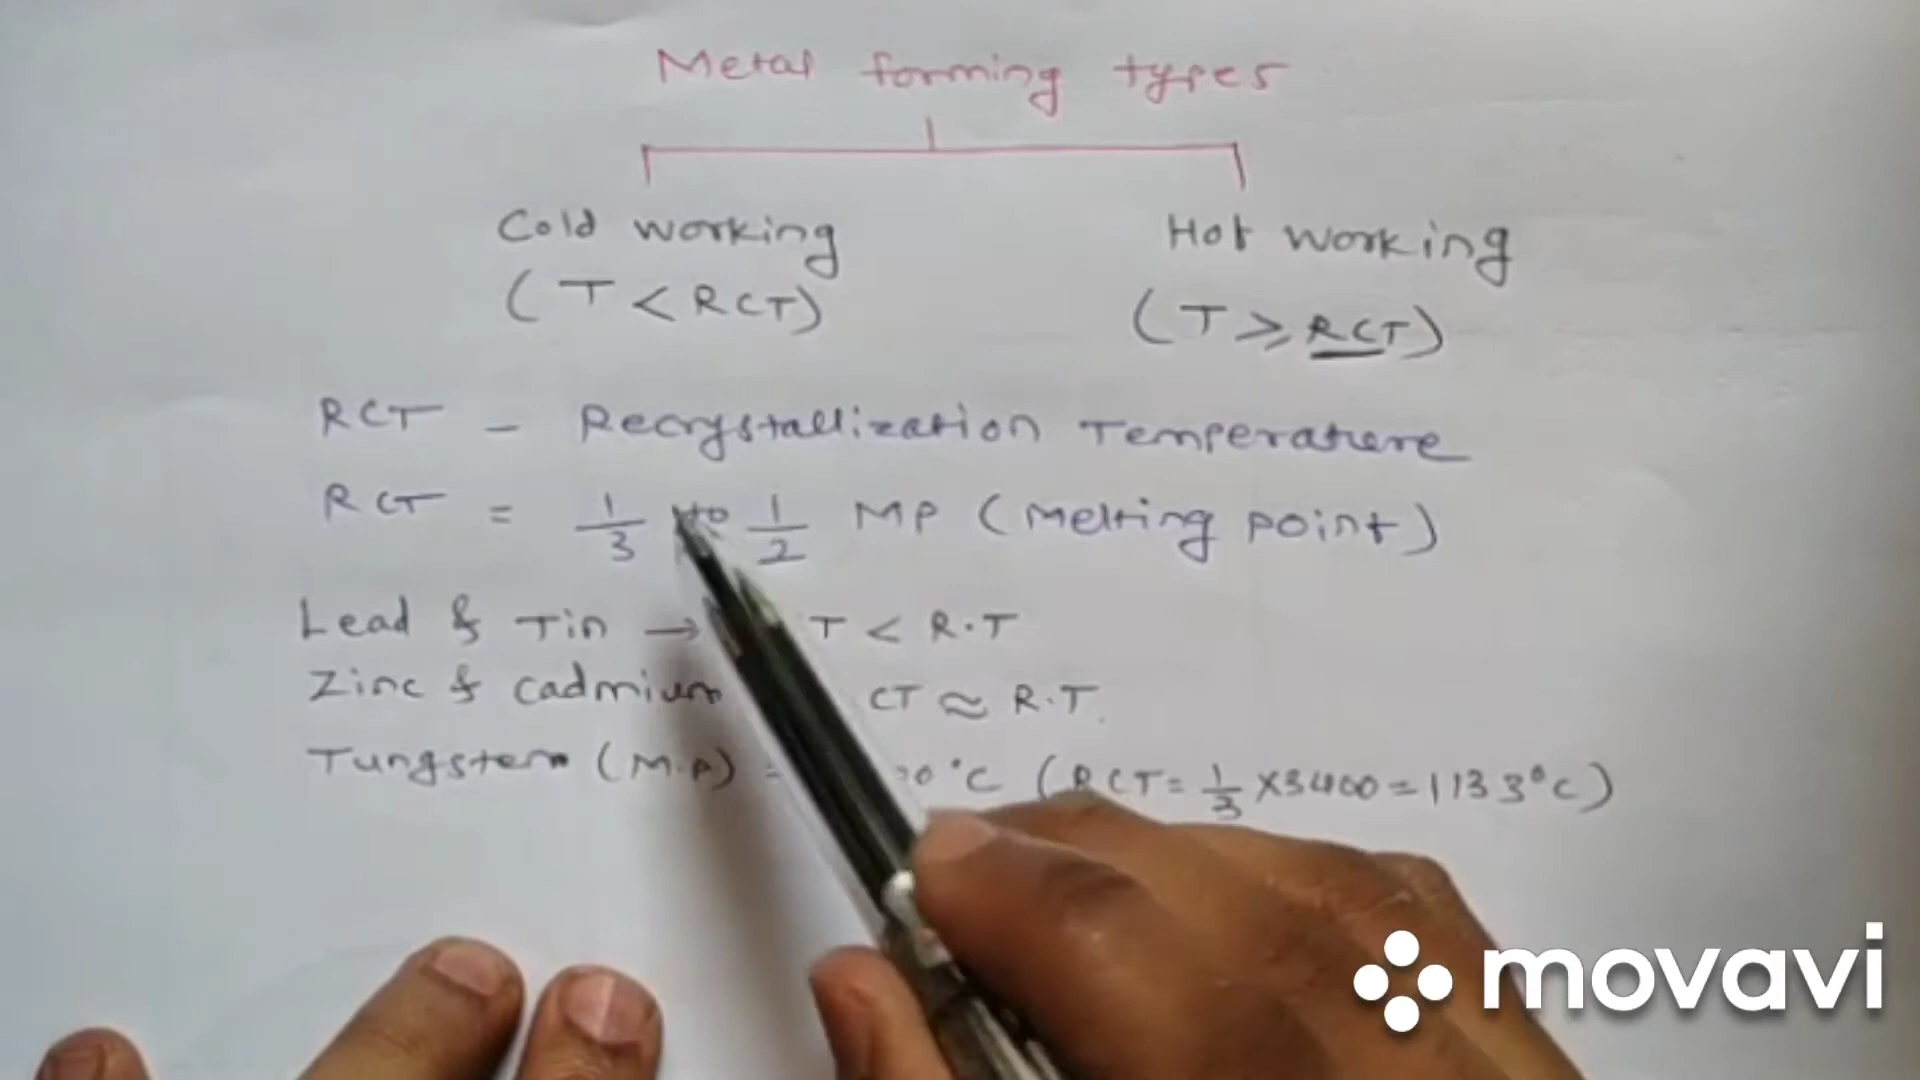 Metal forming types
Cold working
Hot working
(T < RCT)
(T ≥ RCT)
RCT - Recrystallization Temperature
RCT = 1/3 to 1/2 MP (Melting point)
Lead & Tin → T < R.T
Zinc & Cadmium CT ≈ R.T.
Tungsten (M.P) = 00°C (RCT = 1/3 × 3400 = 1133°C)
movavi